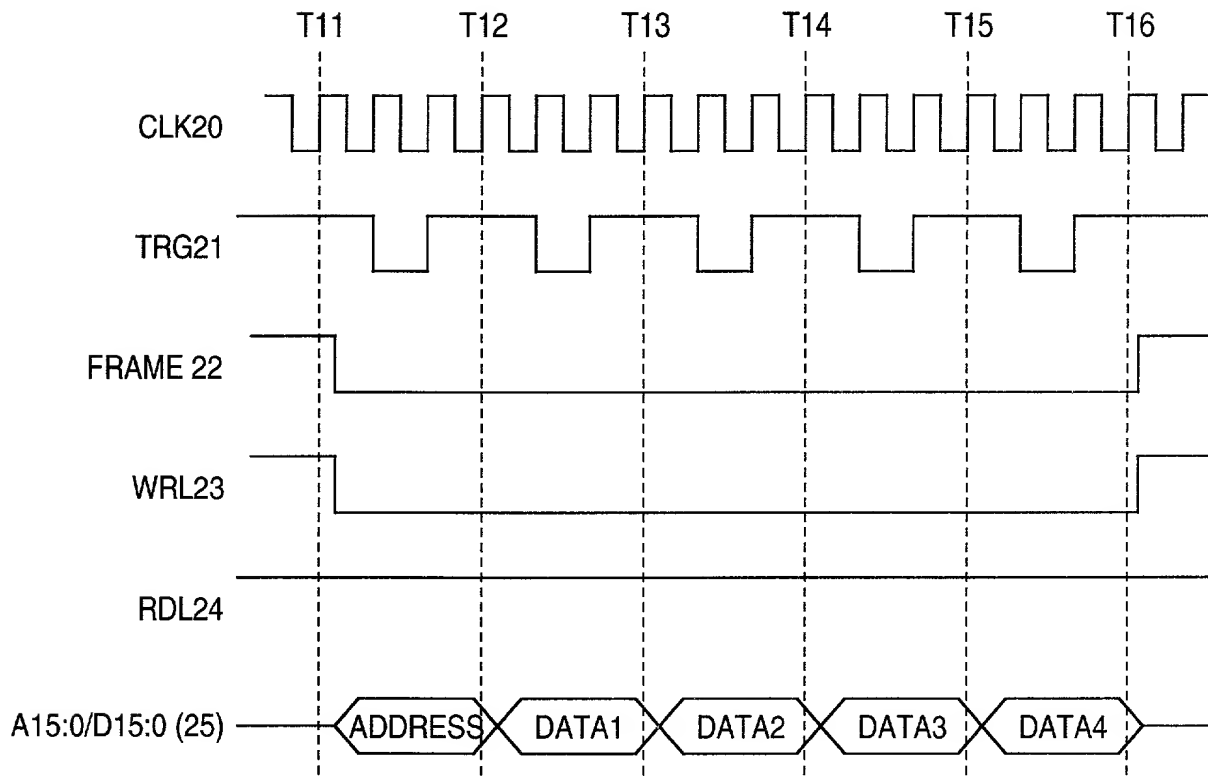 T11 T12 T13 T14 T15 T16
CLK20
TRG21
FRAME 22
WRL23
RDL24
A15:0/D15:0 (25) ADDRESS DATA1 DATA2 DATA3 DATA4